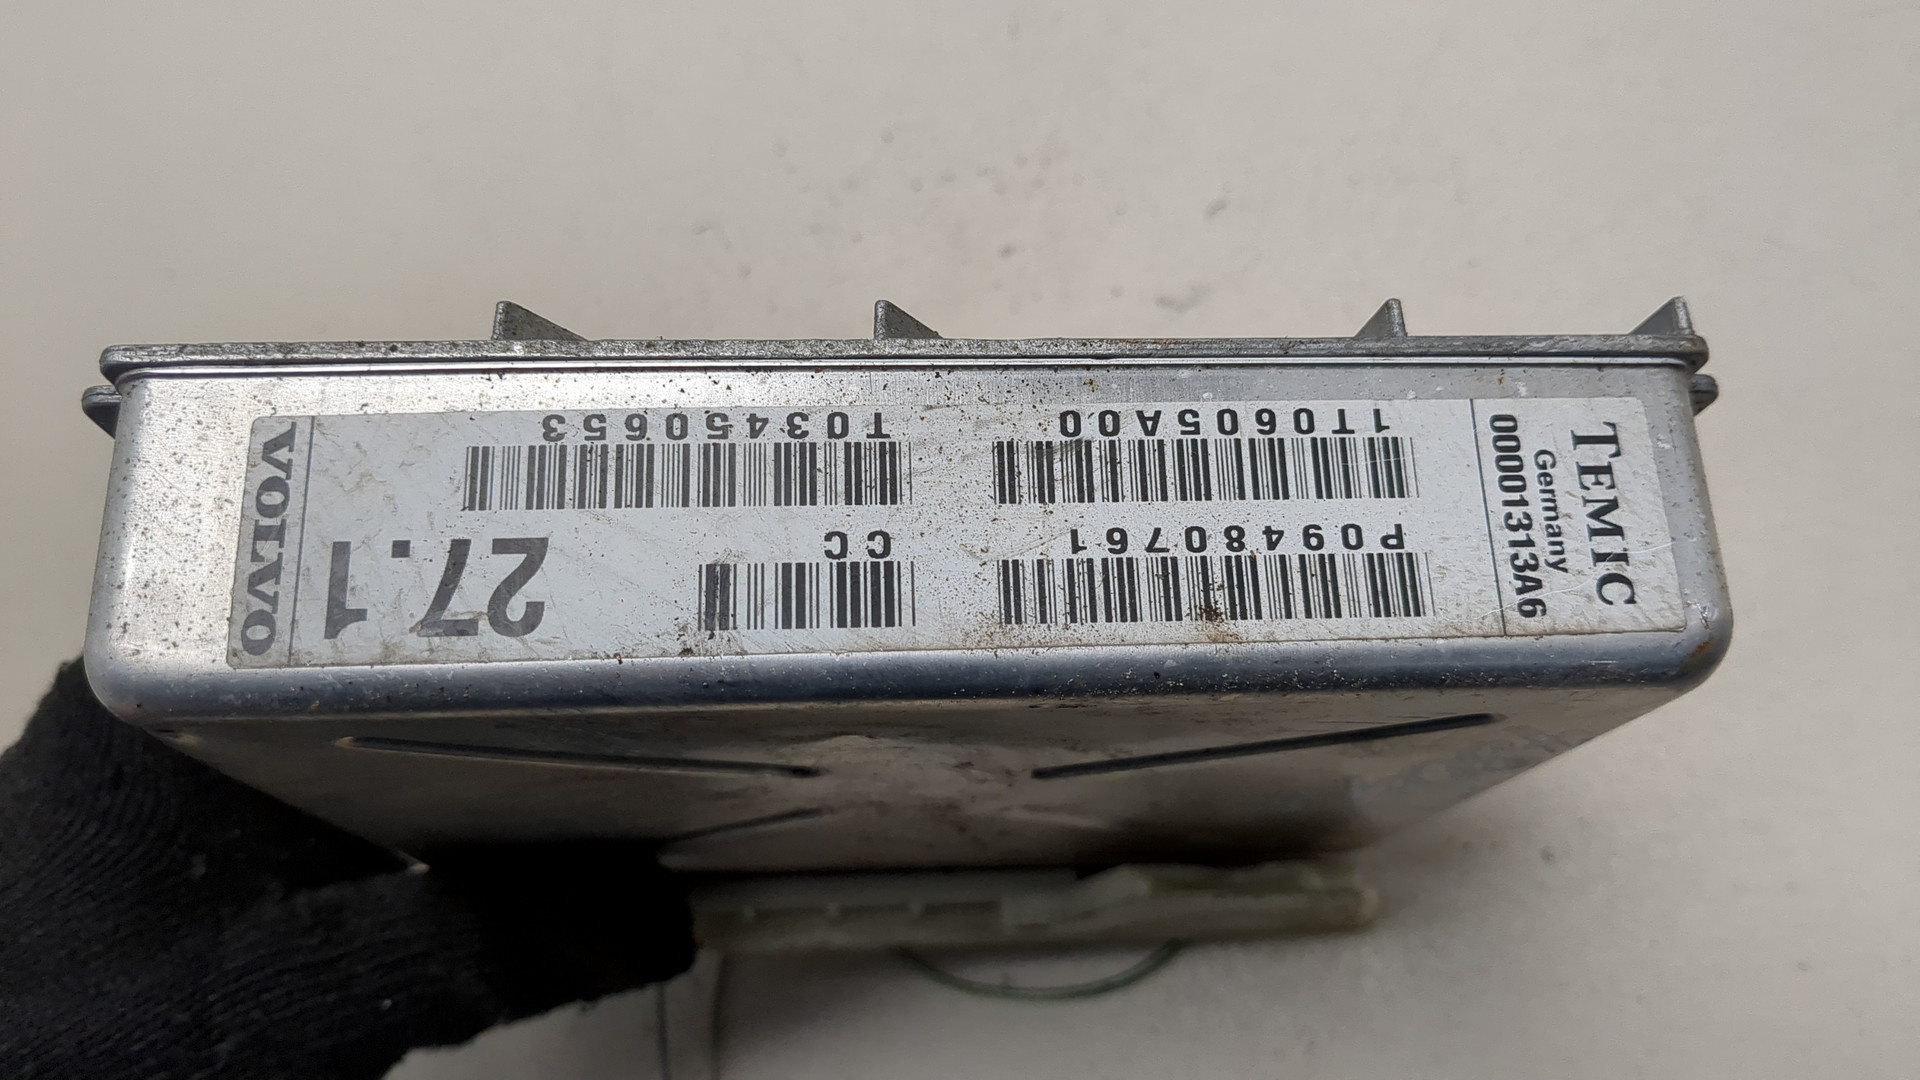 TEMIC
Germany
00001313A6
P09480761
CC
27.1
1T0605A00
T03450653
VOLVO